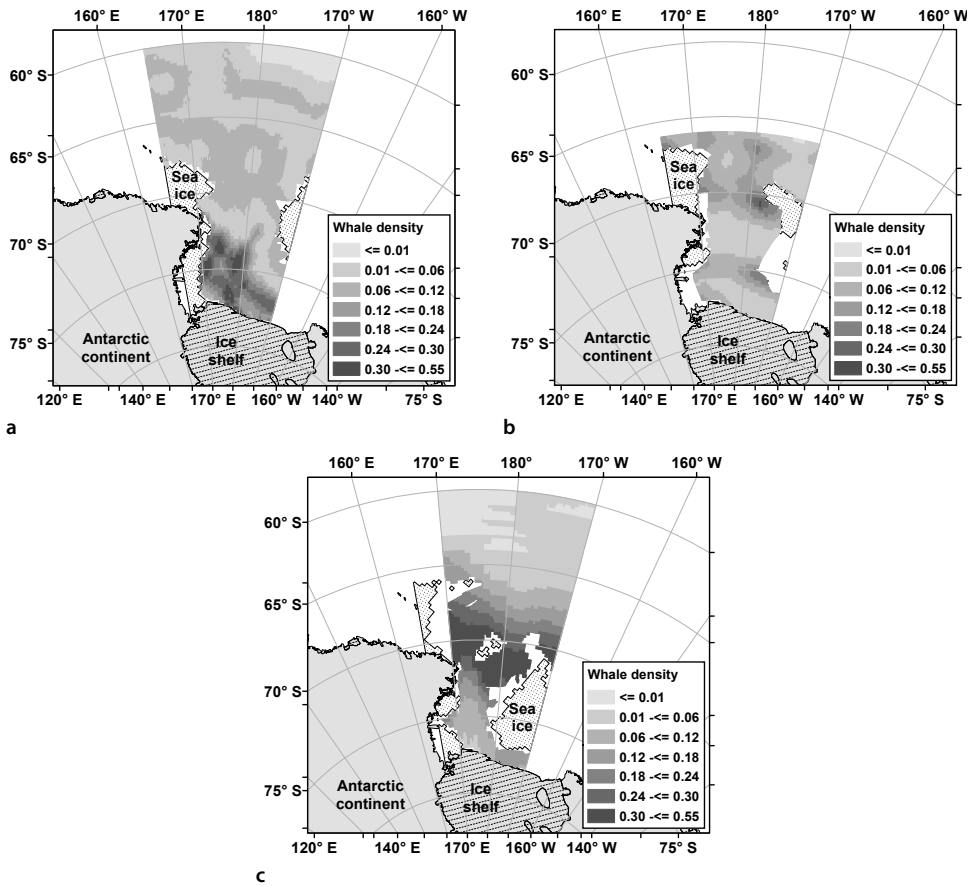 160° E 170° E 180° 170° W 160° W
60° S
65° S
70° S
75° S
Sea
ice
Antarctic
continent
Ice
shelf
Whale density
<= 0.01
0.01 -<= 0.06
0.06 -<= 0.12
0.12 -<= 0.18
0.18 -<= 0.24
0.24 -<= 0.30
0.30 -<= 0.55
120° E 150° E 170° E 160° W 140° W 75° S
a
160° E 170° E 180° 170° W 160° W
60° S
65° S
70° S
75° S
Sea
ice
Antarctic
continent
Ice
shelf
Whale density
<= 0.01
0.01 -<= 0.06
0.06 -<= 0.12
0.12 -<= 0.18
0.18 -<= 0.24
0.24 -<= 0.30
0.30 -<= 0.55
120° E 150° E 170° E 160° W 140° W 75° S
b
160° E 170° E 180° 170° W 160° W
60° S
65° S
70° S
75° S
Sea
ice
Antarctic
continent
Ice
shelf
Whale density
<= 0.01
0.01 -<= 0.06
0.06 -<= 0.12
0.12 -<= 0.18
0.18 -<= 0.24
0.24 -<= 0.30
0.30 -<= 0.55
120° E 150° E 170° E 160° W 140° W 75° S
c